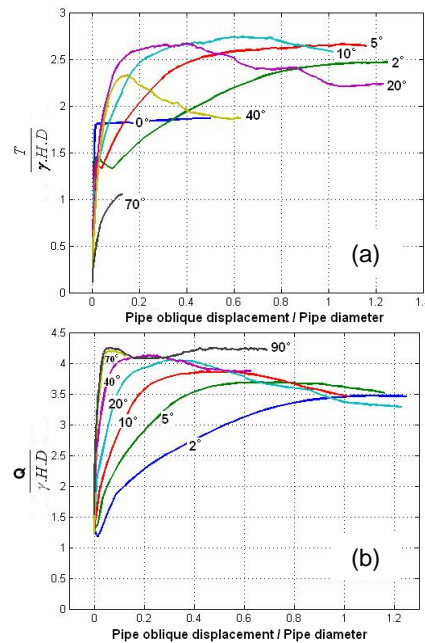 3
2.5
2
1.5
1
0.5
0
T
γ.H.D
5°
10°
2°
20°
40°
0°
70°
(a)
0 0.2 0.4 0.6 0.8 1 1.2
Pipe oblique displacement / Pipe diameter
4.5
4
3.5
3
2.5
2
1.5
1
Q
γ.H.D
90°
70°
40°
20°
10°
5°
2°
(b)
0 0.2 0.4 0.6 0.8 1 1.2
Pipe oblique displacement / Pipe diameter